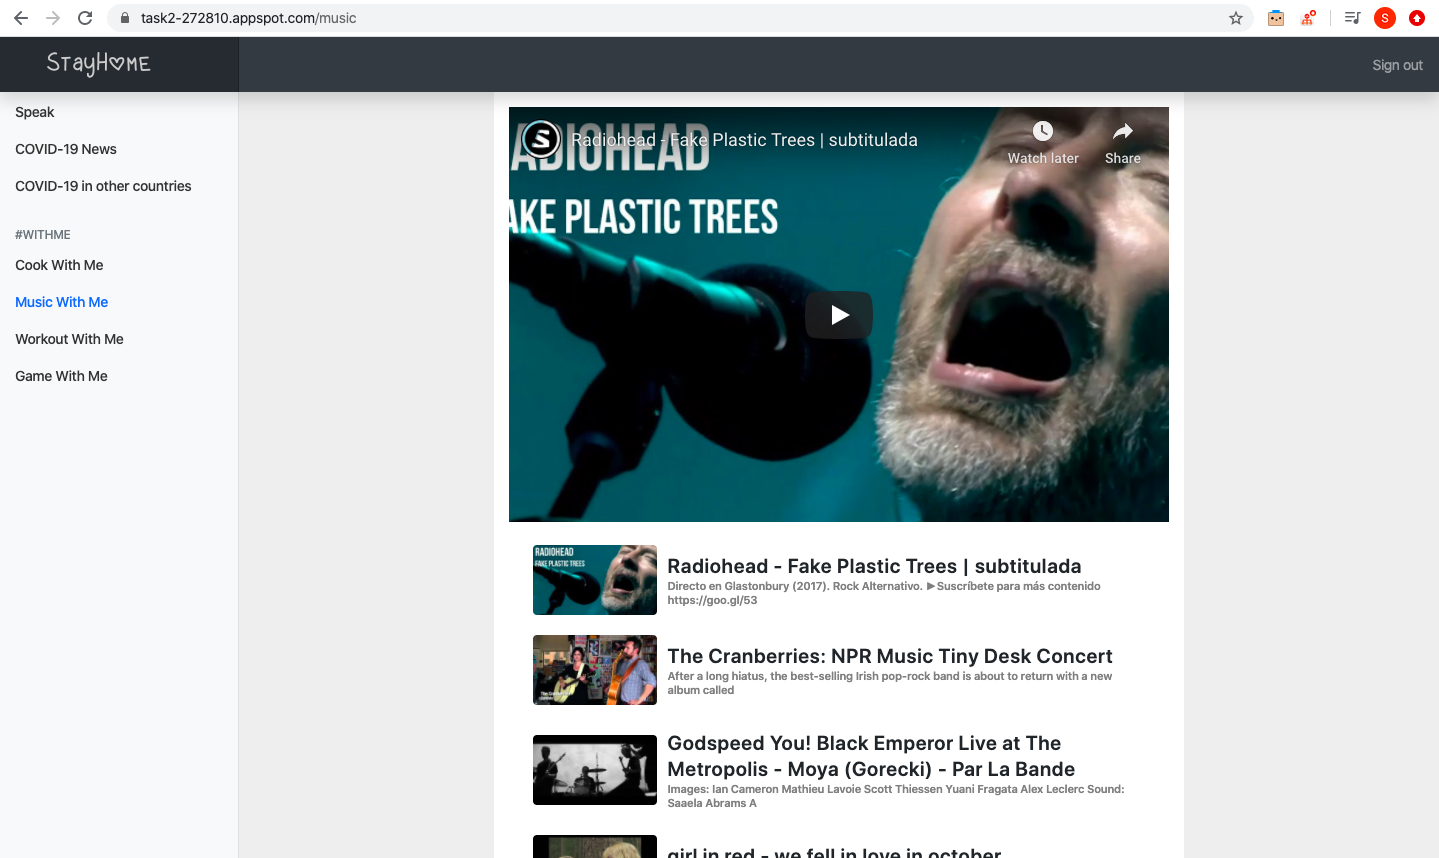 task2-272810.appspot.com/music
S
StayH♡me
Sign out
Speak
COVID-19 News
COVID-19 in other countries
#WITHME
Cook With Me
Music With Me
Workout With Me
Game With Me
S
Radiohead - Fake Plastic Trees | subtitulada
Watch later
Share
ADIOHEAD
AKE PLASTIC TREES
RADIOHEAD
FAKE PLASTIC TREES
Radiohead - Fake Plastic Trees | subtitulada
Directo en Glastonbury (2017). Rock Alternativo. ►Suscríbete para más contenido
https://goo.gl/53
The Cranberries: NPR Music Tiny Desk Concert
After a long hiatus, the best-selling Irish pop-rock band is about to return with a new
album called
Godspeed You! Black Emperor Live at The
Metropolis - Moya (Gorecki) - Par La Bande
Images: Ian Cameron Mathieu Lavoie Scott Thiessen Yuani Fragata Alex Leclerc Sound:
Saaela Abrams A
girl in red - we fell in love in october